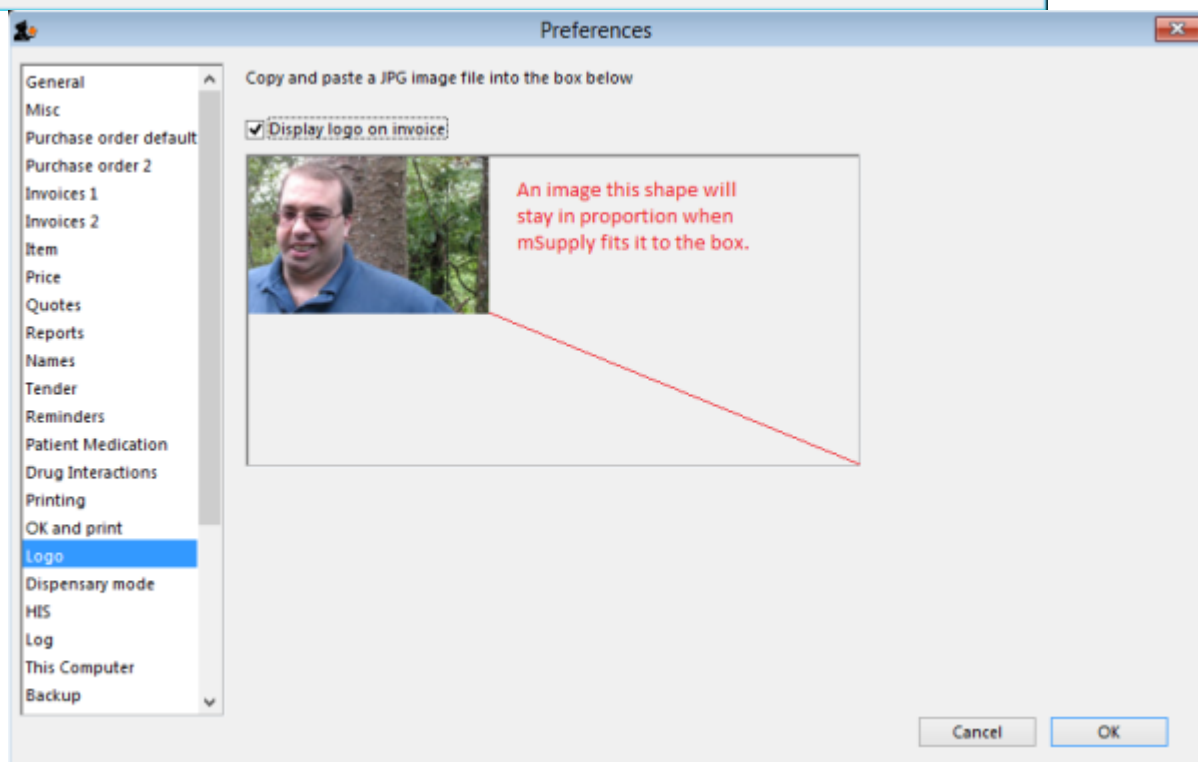 Preferences
General
Misc
Purchase order default
Purchase order 2
Invoices 1
Invoices 2
Item
Price
Quotes
Reports
Names
Tender
Reminders
Patient Medication
Drug Interactions
Printing
OK and print
Logo
Dispensary mode
HIS
Log
This Computer
Backup
Copy and paste a JPG image file into the box below
Display logo on invoice
An image this shape will
stay in proportion when
mSupply fits it to the box.
Cancel
OK